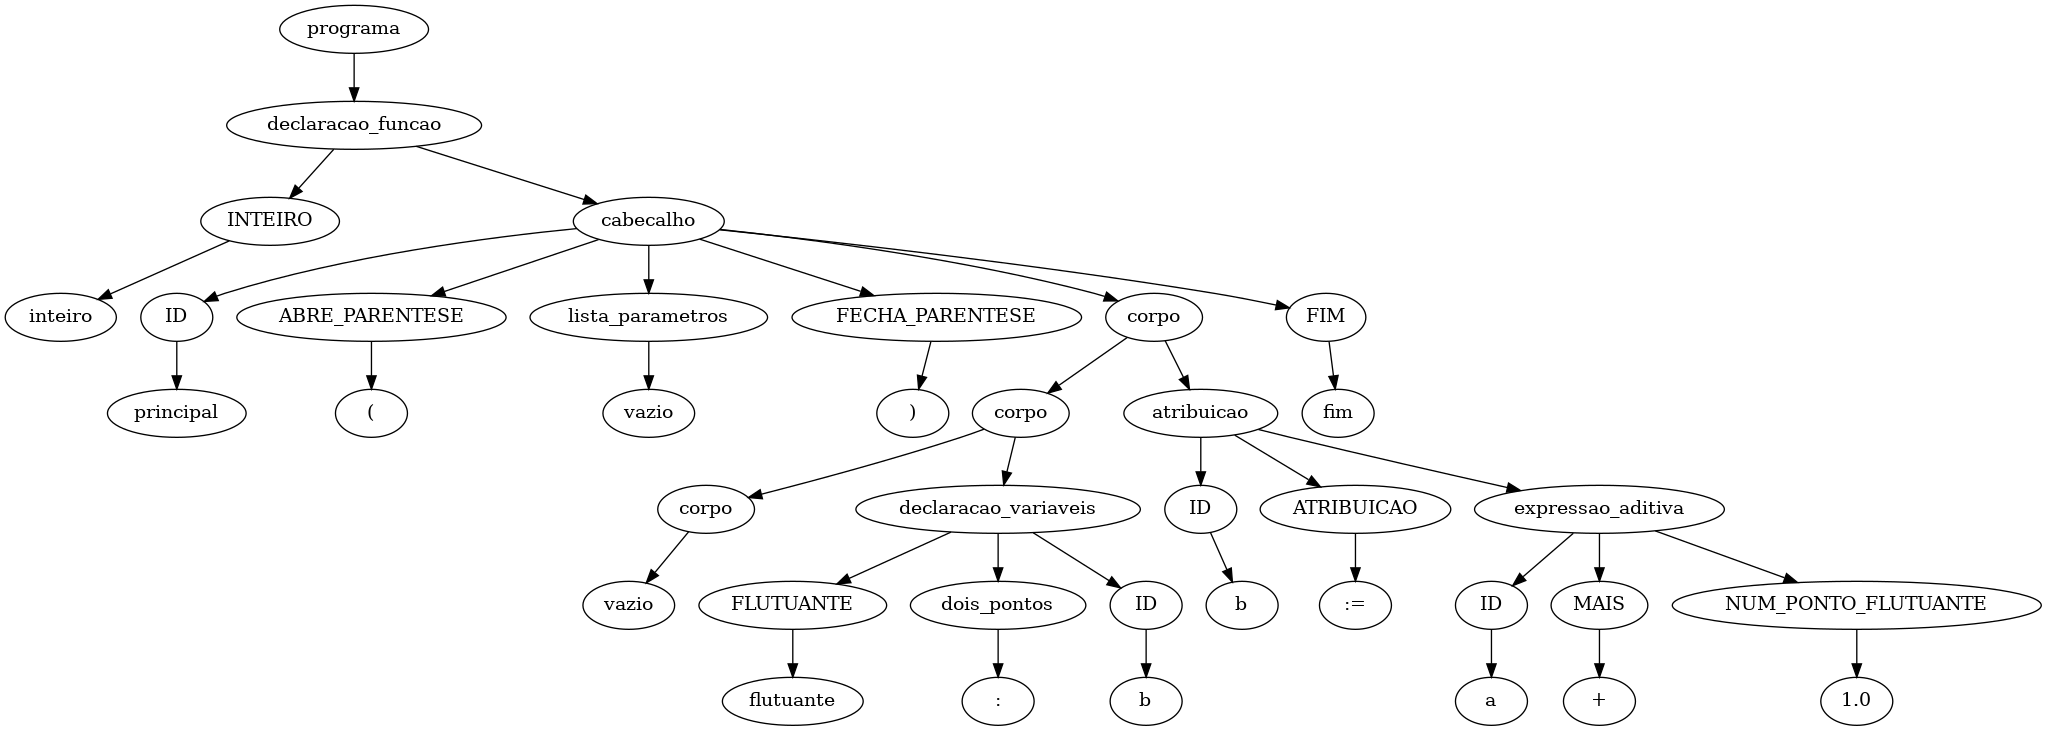 programa
declaracao_funcao
INTEIRO
cabecalho
inteiro
ID
ABRE_PARENTESE
lista_parametros
FECHA_PARENTESE
corpo
FIM
principal
(
vazio
)
corpo
atribuicao
fim
corpo
declaracao_variaveis
ID
ATRIBUICAO
expressao_aditiva
vazio
FLUTUANTE
dois_pontos
ID
b
:=
ID
MAIS
NUM_PONTO_FLUTUANTE
flutuante
:
b
a
+
1.0